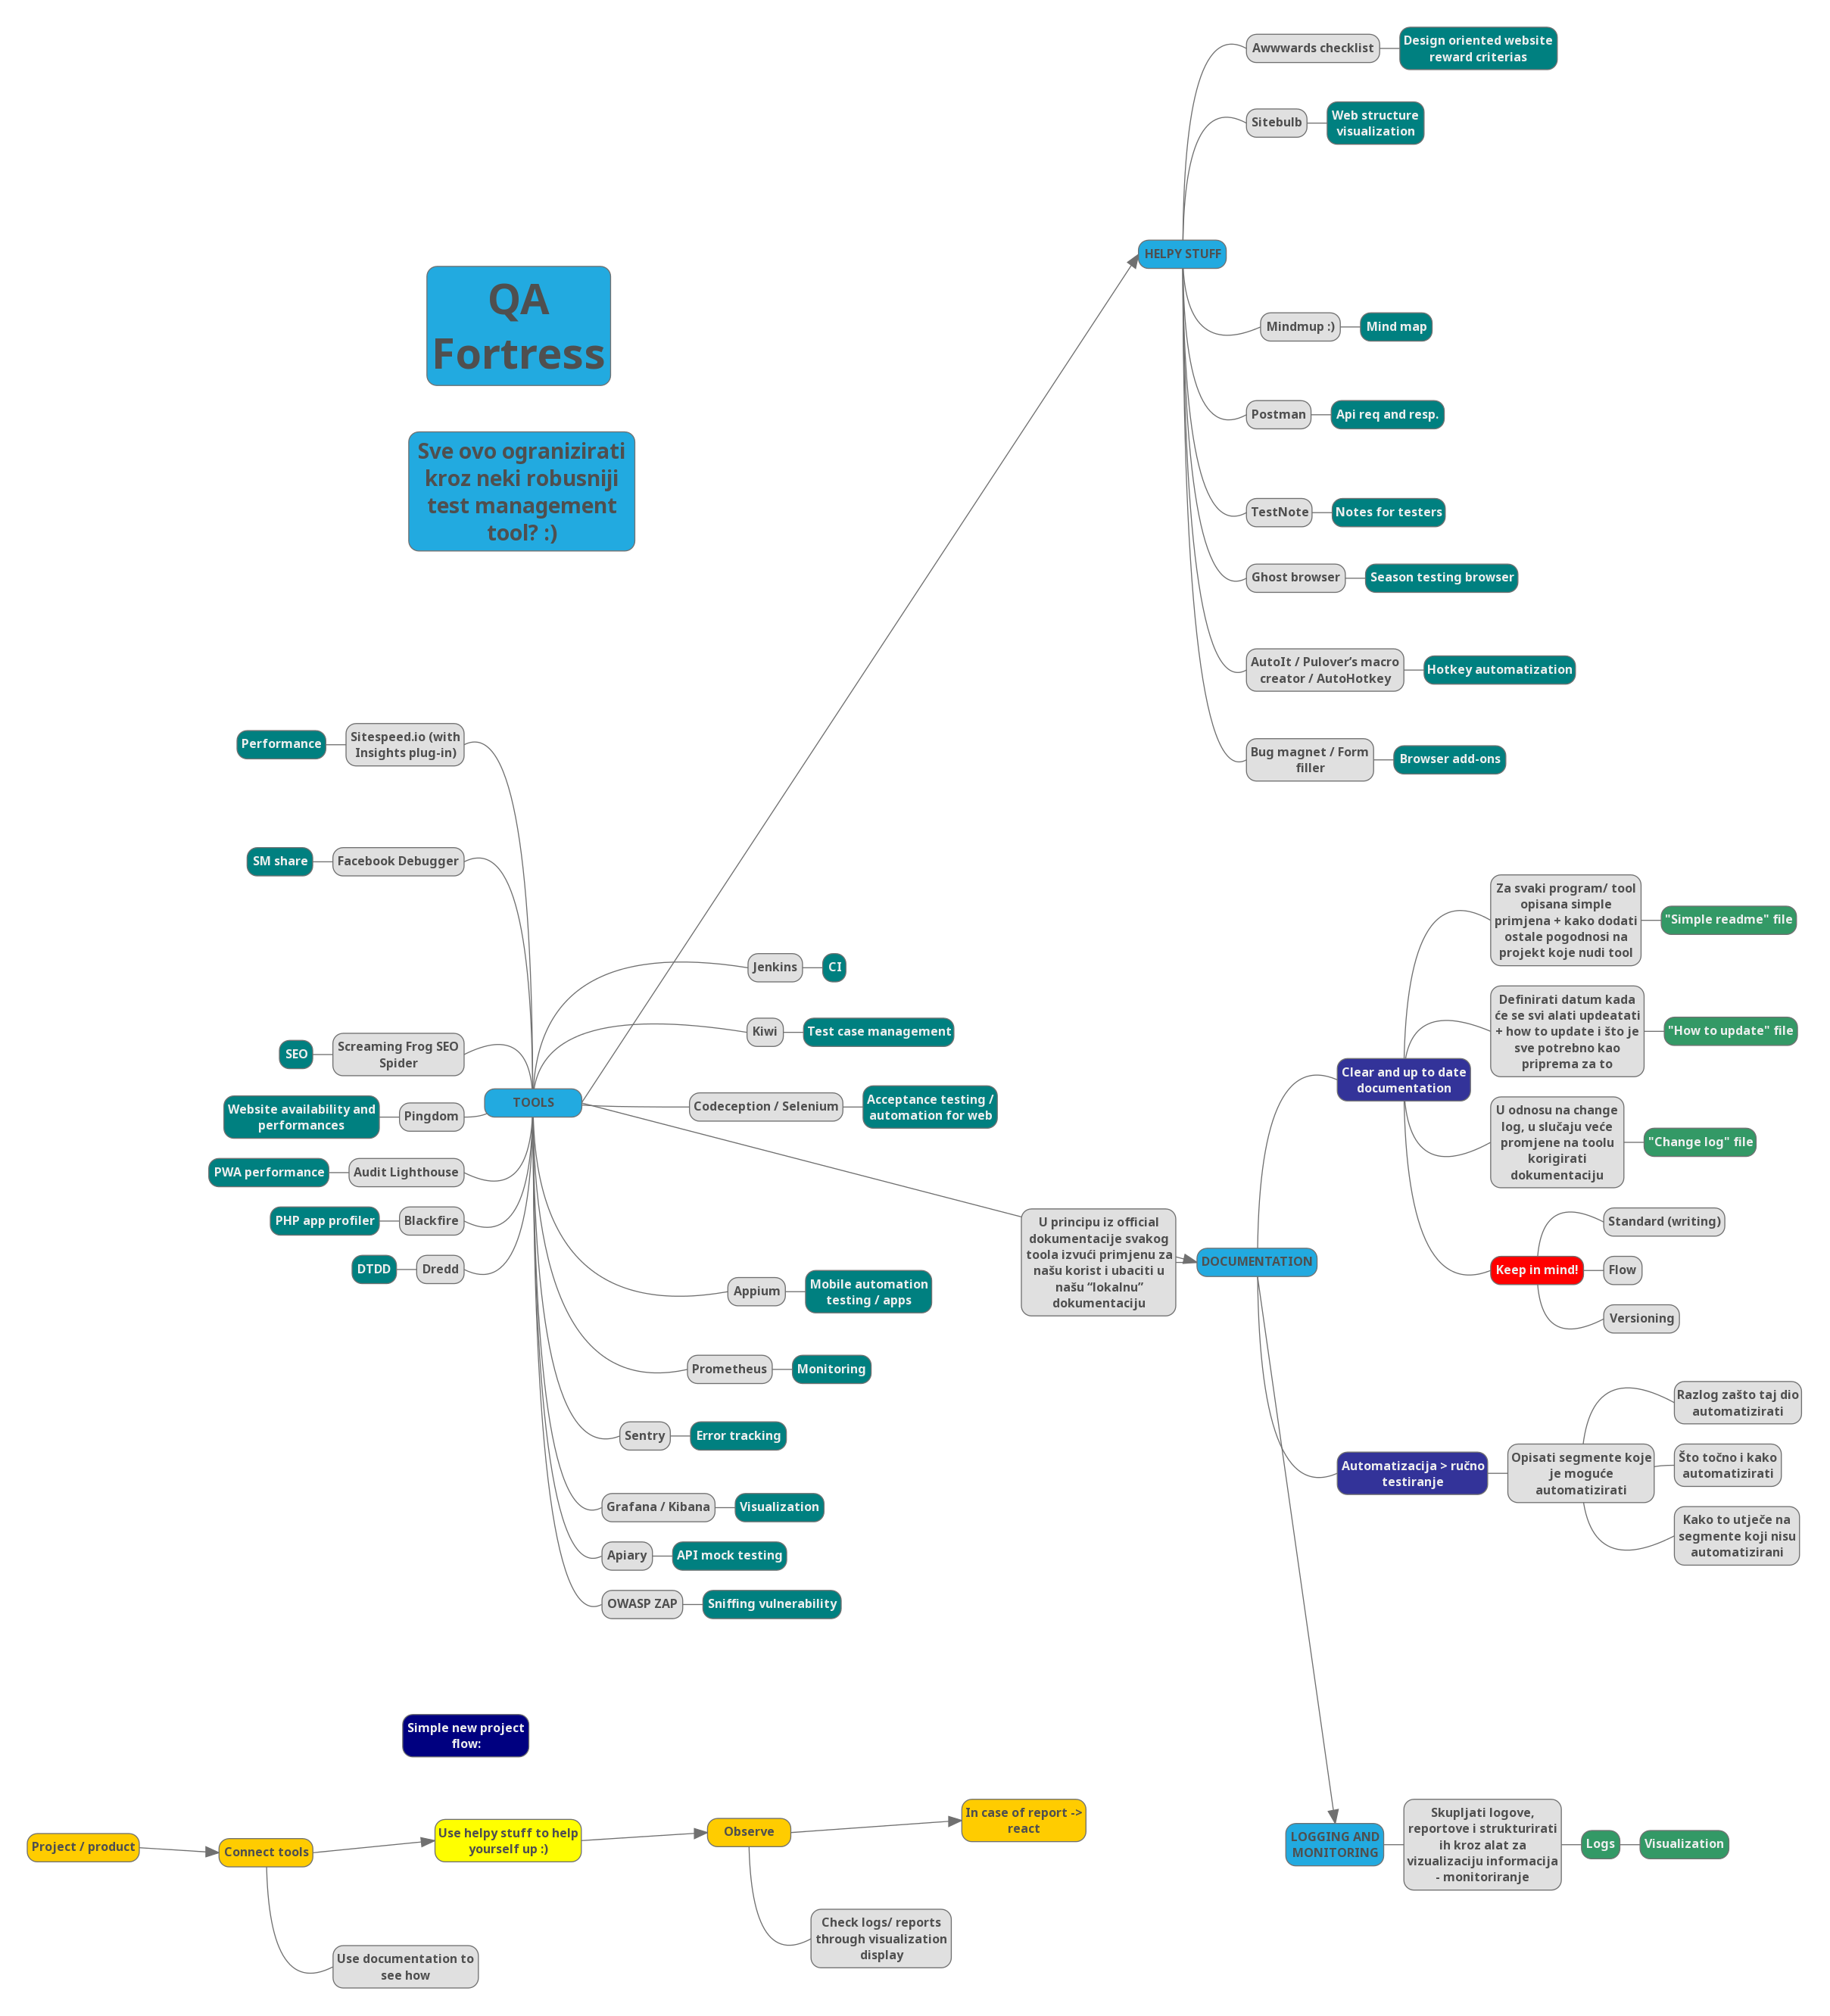 QA
Fortress
Sve ovo ogranizirati
kroz neki robusniji
test management
tool? :)
HELPY STUFF
Awwwards checklist
Design oriented website
reward criterias
Sitebulb
Web structure
visualization
Mindmup :)
Mind map
Postman
Api req and resp.
TestNote
Notes for testers
Ghost browser
Season testing browser
AutoIt / Pulover’s macro
creator / AutoHotkey
Hotkey automatization
Bug magnet / Form
filler
Browser add-ons
TOOLS
Sitespeed.io (with
Insights plug-in)
Performance
Facebook Debugger
SM share
Screaming Frog SEO
Spider
SEO
Pingdom
Website availability and
performances
Audit Lighthouse
PWA performance
Blackfire
PHP app profiler
Dredd
DTDD
Jenkins
CI
Kiwi
Test case management
Codeception / Selenium
Acceptance testing /
automation for web
Appium
Mobile automation
testing / apps
Prometheus
Monitoring
Sentry
Error tracking
Grafana / Kibana
Visualization
Apiary
API mock testing
OWASP ZAP
Sniffing vulnerability
U principu iz official
dokumentacije svakog
toola izvući primjenu za
našu korist i ubaciti u
našu “lokalnu”
dokumentaciju
DOCUMENTATION
Clear and up to date
documentation
Za svaki program/ tool
opisana simple
primjena + kako dodati
ostale pogodnosi na
projekt koje nudi tool
"Simple readme" file
Definirati datum kada
će se svi alati updeatati
+ how to update i što je
sve potrebno kao
priprema za to
"How to update" file
U odnosu na change
log, u slučaju veće
promjene na toolu
korigirati
dokumentaciju
"Change log" file
Keep in mind!
Standard (writing)
Flow
Versioning
Automatizacija > ručno
testiranje
Opisati segmente koje
je moguće
automatizirati
Razlog zašto taj dio
automatizirati
Što točno i kako
automatizirati
Kako to utječe na
segmente koji nisu
automatizirani
LOGGING AND
MONITORING
Skupljati logove,
reportove i strukturirati
ih kroz alat za
vizualizaciju informacija
- monitoriranje
Logs
Visualization
Simple new project
flow:
Project / product
Connect tools
Use documentation to
see how
Use helpy stuff to help
yourself up :)
Observe
Check logs/ reports
through visualization
display
In case of report ->
react